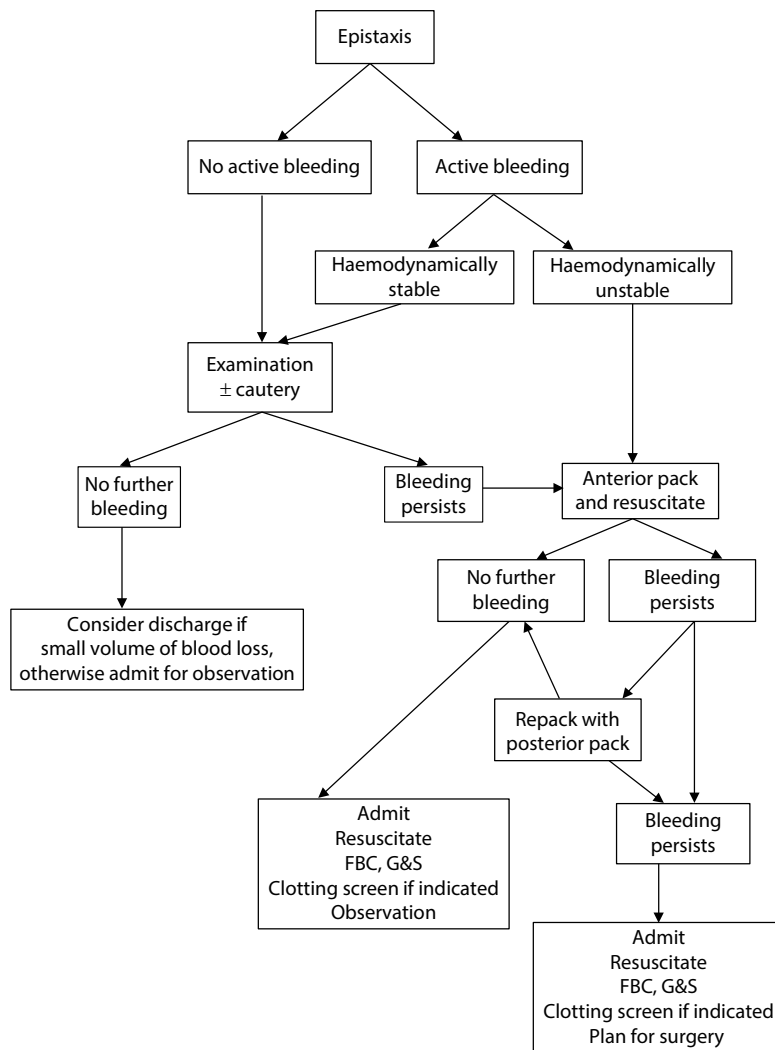 Epistaxis
No active bleeding
Active bleeding
Haemodynamically
stable
Haemodynamically
unstable
Examination
± cautery
No further
bleeding
Bleeding
persists
Anterior pack
and resuscitate
No further
bleeding
Bleeding
persists
Consider discharge if
small volume of blood loss,
otherwise admit for observation
Repack with
posterior pack
Admit
Resuscitate
FBC, G&S
Clotting screen if indicated
Observation
Bleeding
persists
Admit
Resuscitate
FBC, G&S
Clotting screen if indicated
Plan for surgery